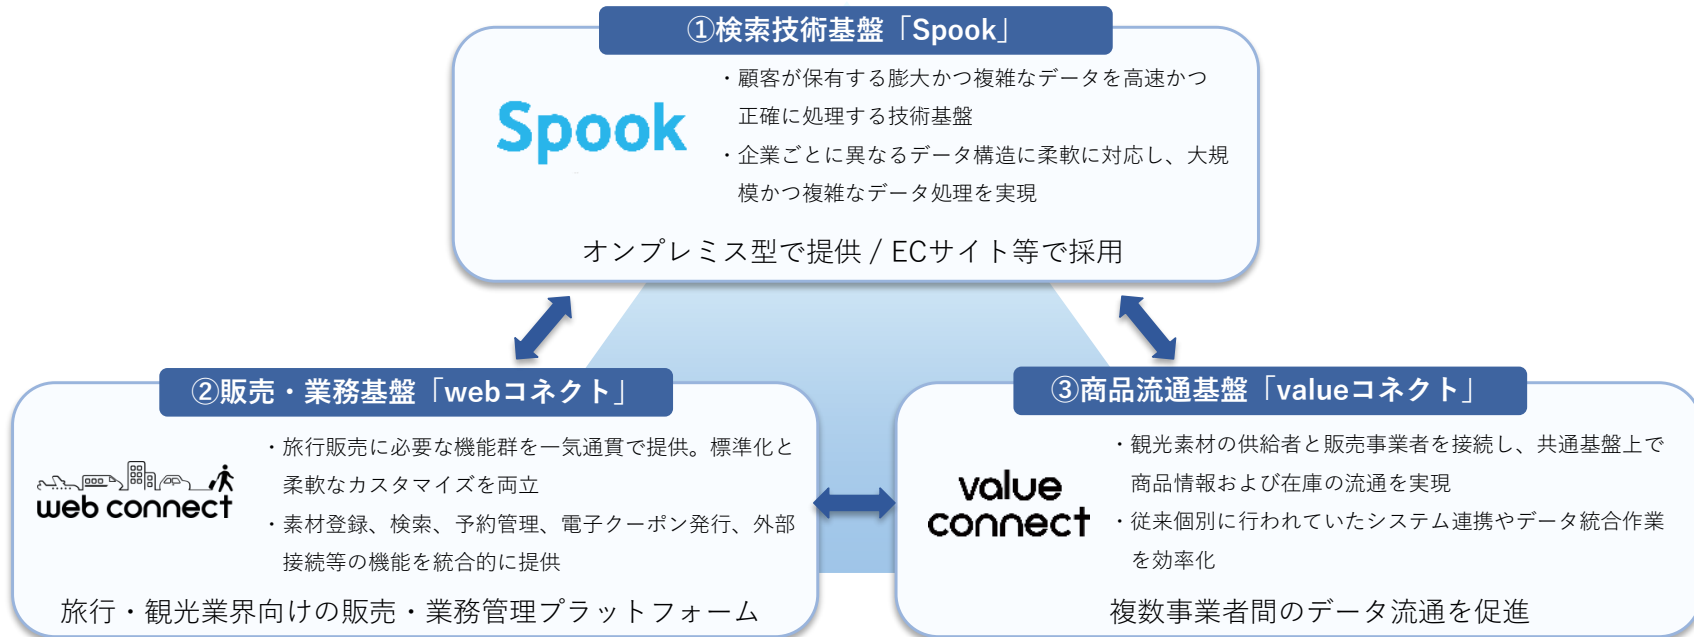 ①検索技術基盤「Spook」
Spook
・顧客が保有する膨大かつ複雑なデータを高速かつ
正確に処理する技術基盤
・企業ごとに異なるデータ構造に柔軟に対応し、大規
模かつ複雑なデータ処理を実現
オンプレミス型で提供 / ECサイト等で採用
②販売・業務基盤「webコネクト」
web connect
・旅行販売に必要な機能群を一気通貫で提供。標準化と
柔軟なカスタマイズを両立
・素材登録、検索、予約管理、電子クーポン発行、外部
接続等の機能を統合的に提供
旅行・観光業界向けの販売・業務管理プラットフォーム
③商品流通基盤「valueコネクト」
value
connect
・観光素材の供給者と販売事業者を接続し、共通基盤上で
商品情報および在庫の流通を実現
・従来個別に行われていたシステム連携やデータ統合作業
を効率化
複数事業者間のデータ流通を促進